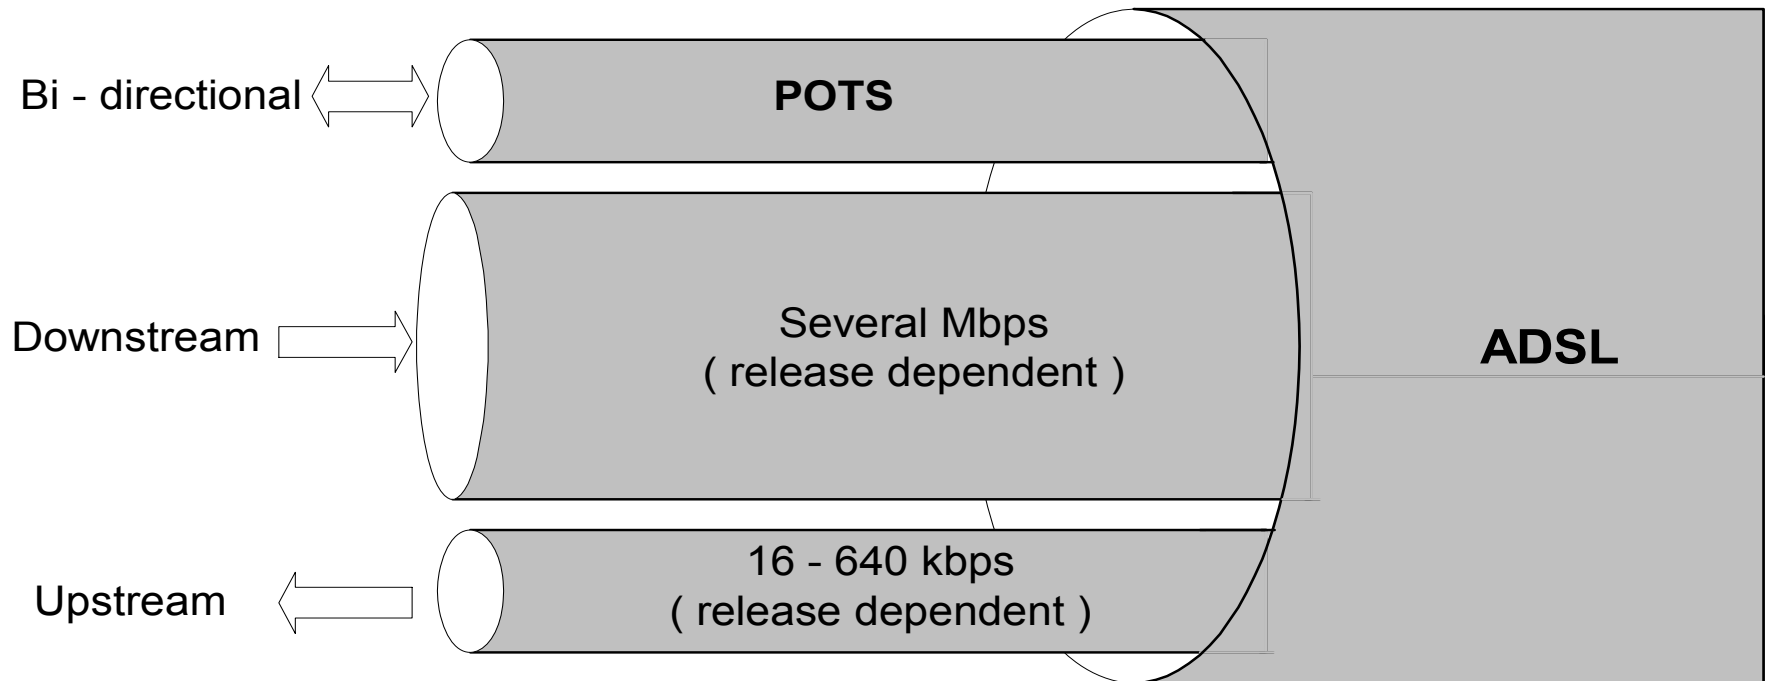 Bi - directional
POTS
Downstream
Several Mbps
( release dependent )
ADSL
Upstream
16 - 640 kbps
( release dependent )